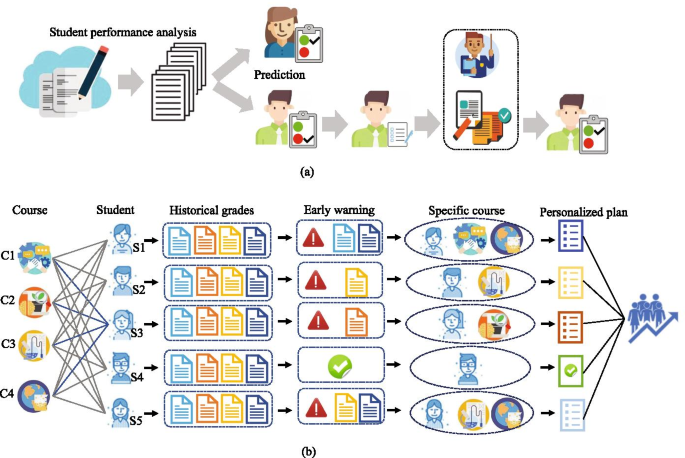 Student performance analysis
Prediction
(a)
Course Student Historical grades Early warning Specific course Personalized plan
C1
S1
C2
S2
C3
S3
C4
S4
S5
(b)